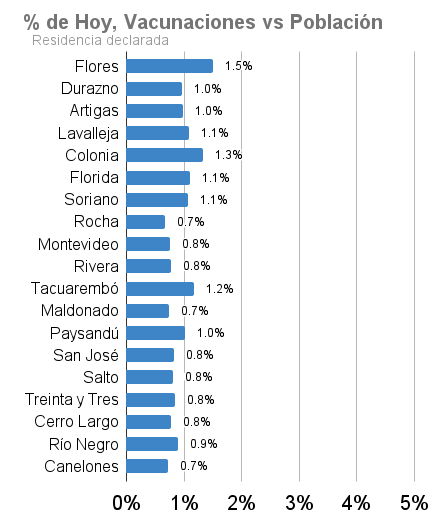 % de Hoy, Vacunaciones vs Población
Residencia declarada
Flores 1.5%
Durazno 1.0%
Artigas 1.0%
Lavalleja 1.1%
Colonia 1.3%
Florida 1.1%
Soriano 1.1%
Rocha 0.7%
Montevideo 0.8%
Rivera 0.8%
Tacuarembó 1.2%
Maldonado 0.7%
Paysandú 1.0%
San José 0.8%
Salto 0.8%
Treinta y Tres 0.8%
Cerro Largo 0.8%
Río Negro 0.9%
Canelones 0.7%
0% 1% 2% 3% 4% 5%